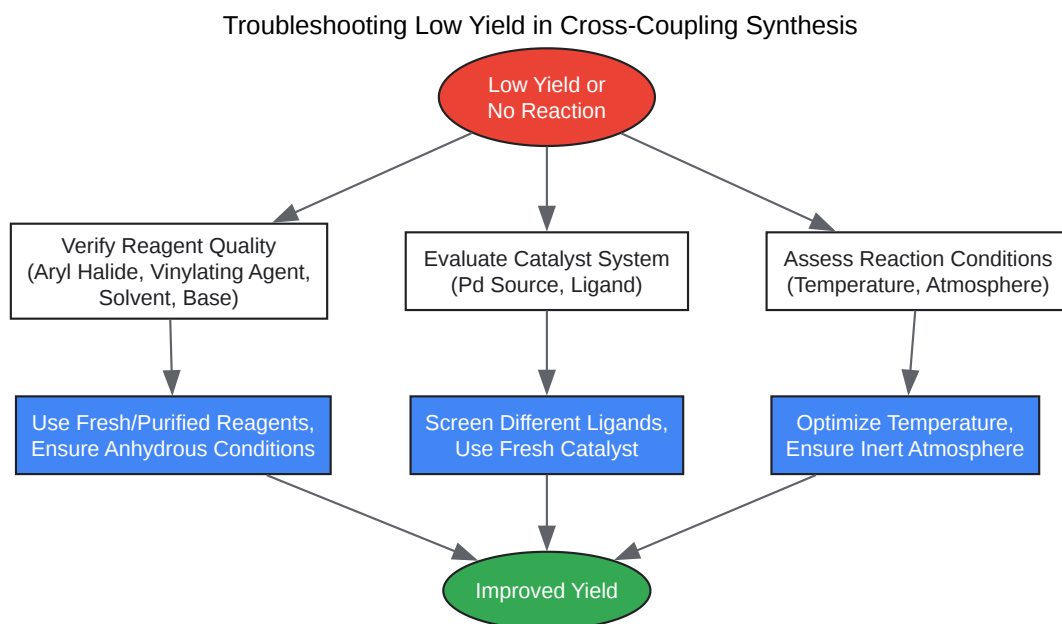 Troubleshooting Low Yield in Cross-Coupling Synthesis
Low Yield or
No Reaction
Verify Reagent Quality
(Aryl Halide, Vinylating Agent,
Solvent, Base)
Evaluate Catalyst System
(Pd Source, Ligand)
Assess Reaction Conditions
(Temperature, Atmosphere)
Use Fresh/Purified Reagents,
Ensure Anhydrous Conditions
Screen Different Ligands,
Use Fresh Catalyst
Optimize Temperature,
Ensure Inert Atmosphere
Improved Yield